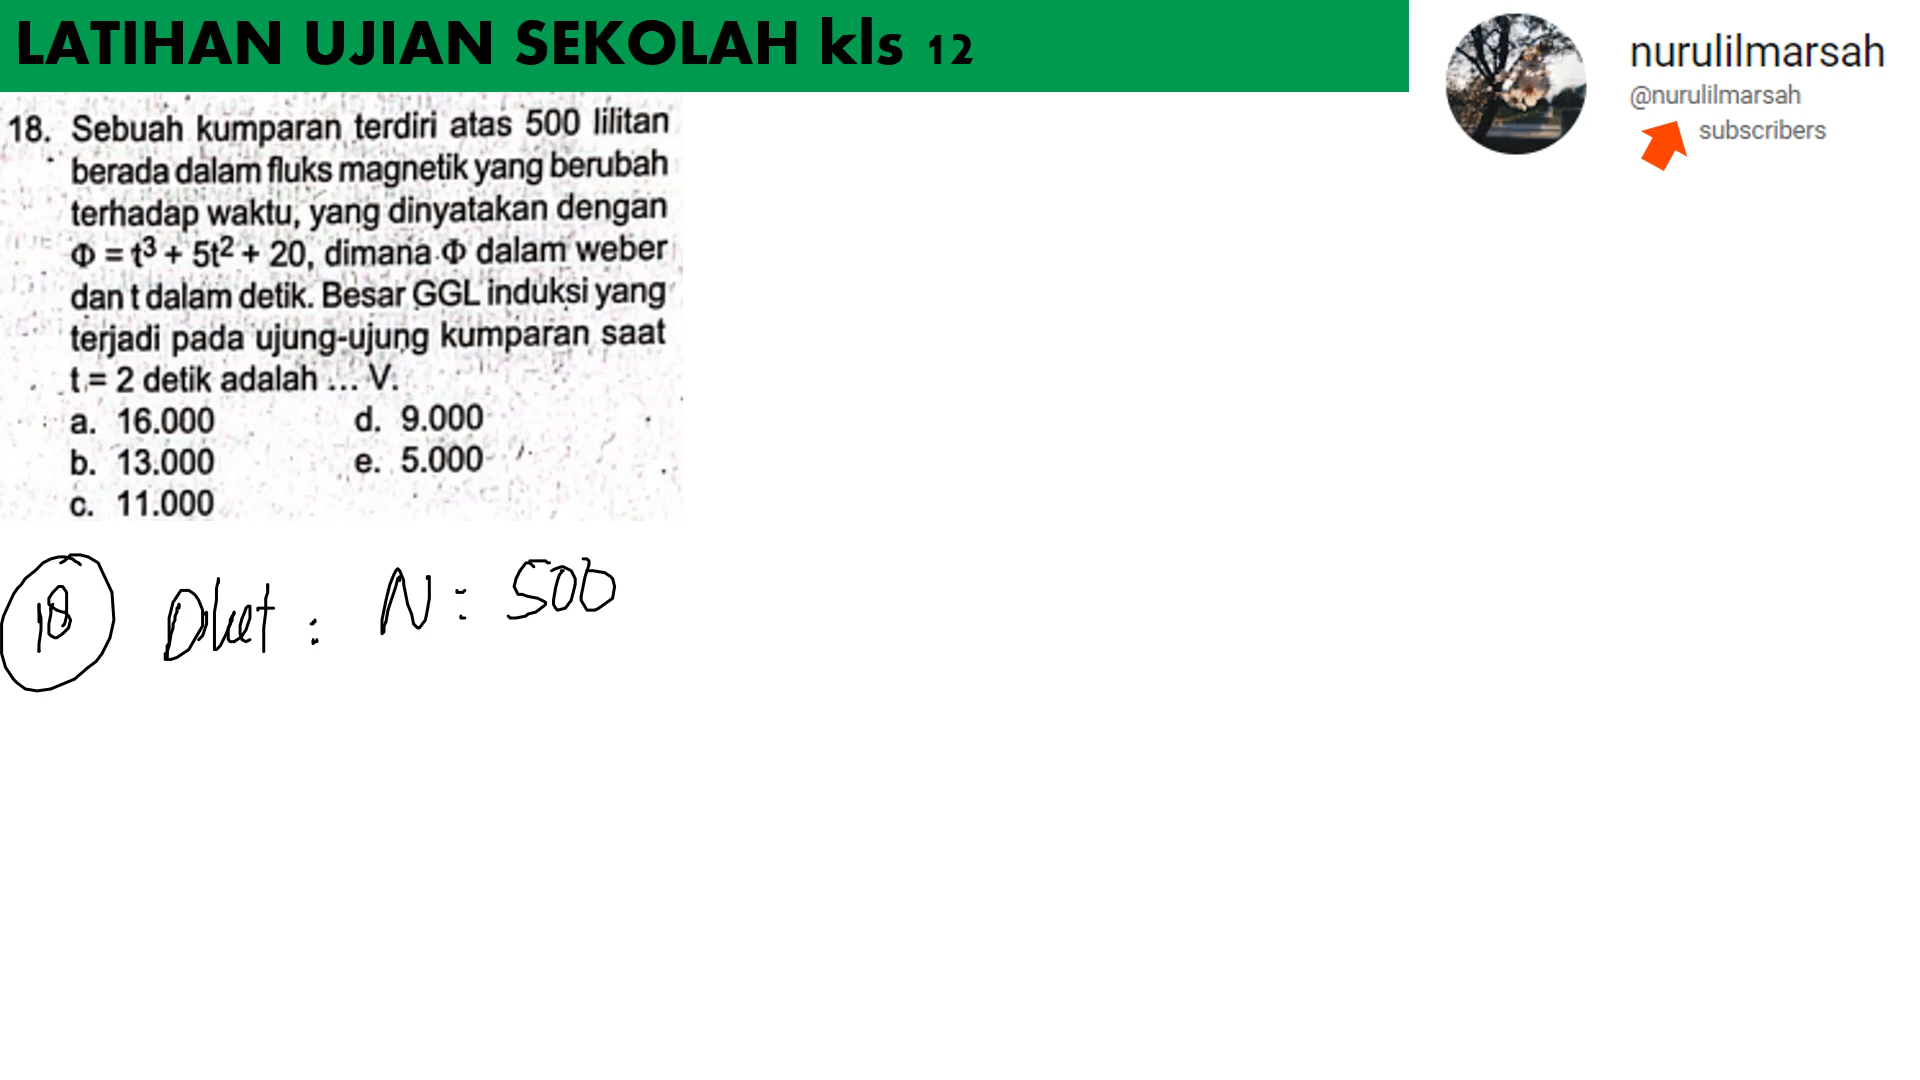 LATIHAN UJIAN SEKOLAH kls 12
nurulilmarsah
@nurulilmarsah
subscribers
18. Sebuah kumparan terdiri atas 500 lilitan
berada dalam fluks magnetik yang berubah
terhadap waktu, yang dinyatakan dengan
Φ = t³ + 5t² + 20, dimana Φ dalam weber
dan t dalam detik. Besar GGL induksi yang
terjadi pada ujung-ujung kumparan saat
t = 2 detik adalah ... V.
a. 16.000 d. 9.000
b. 13.000 e. 5.000
c. 11.000
18 Dket : N = 500